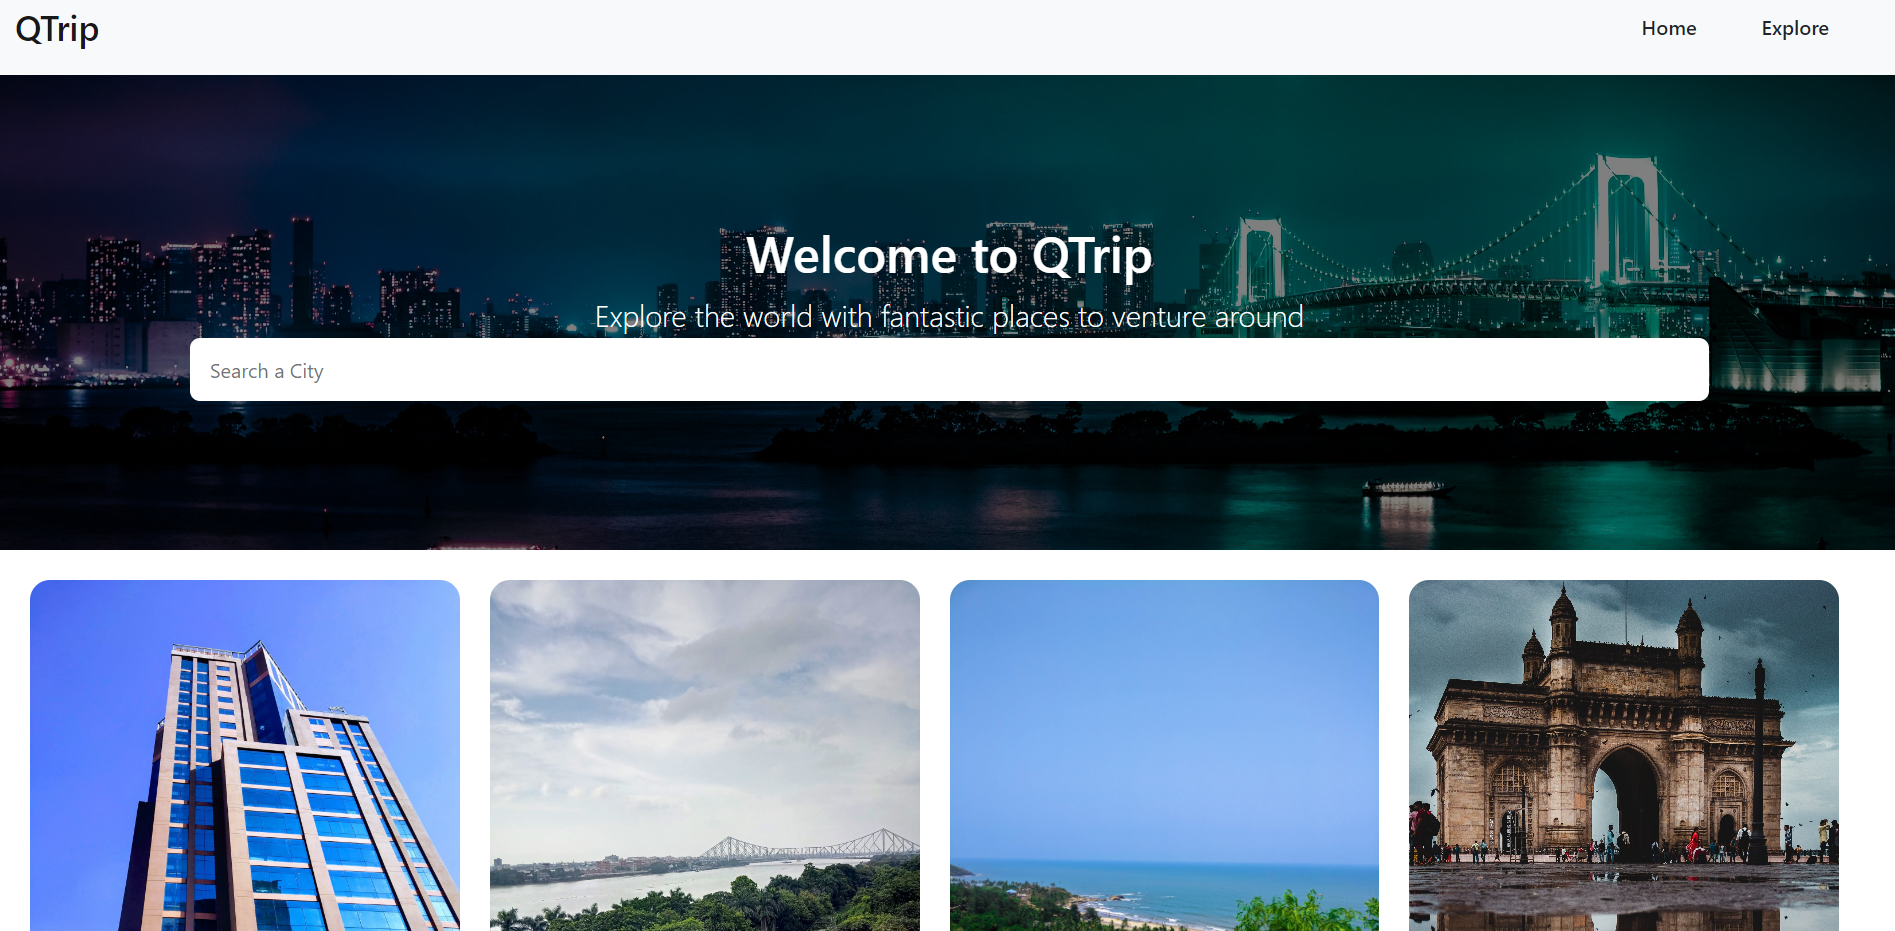 QTrip
Home
Explore
Welcome to QTrip
Explore the world with fantastic places to venture around
Search a City